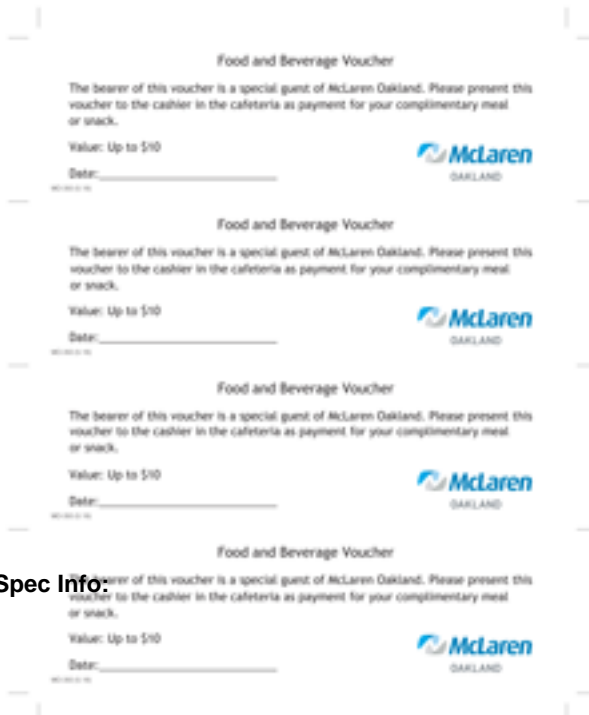 Food and Beverage Voucher
The bearer of this voucher is a special guest of McLaren Oakland. Please present this
voucher to the cashier in the cafeteria as payment for your complimentary meal
or snack.
Value: Up to $10
Date:
McLaren
OAKLAND
Food and Beverage Voucher
The bearer of this voucher is a special guest of McLaren Oakland. Please present this
voucher to the cashier in the cafeteria as payment for your complimentary meal
or snack.
Value: Up to $10
Date:
McLaren
OAKLAND
Food and Beverage Voucher
The bearer of this voucher is a special guest of McLaren Oakland. Please present this
voucher to the cashier in the cafeteria as payment for your complimentary meal
or snack.
Value: Up to $10
Date:
McLaren
OAKLAND
Food and Beverage Voucher
Spec Info:
of this voucher is a special guest of McLaren Oakland. Please present this
voucher to the cashier in the cafeteria as payment for your complimentary meal
or snack.
Value: Up to $10
Date:
McLaren
OAKLAND